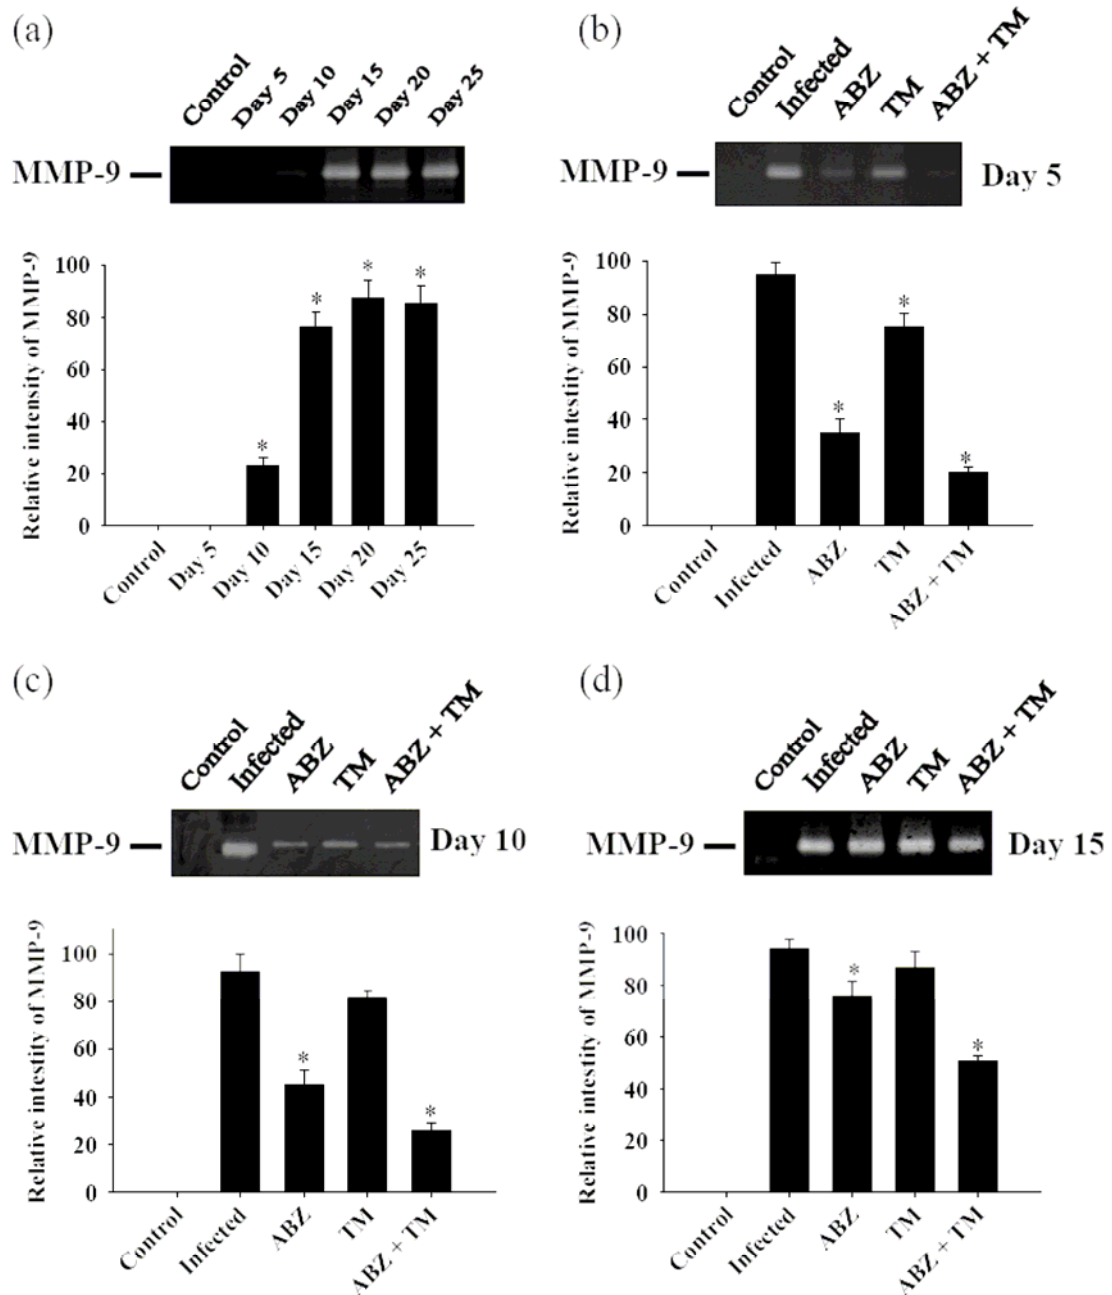 (a)
Control Day 5 Day 10 Day 15 Day 20 Day 25
MMP-9
Relative intensity of MMP-9
100
80
60
40
20
0
* * * *
Control Day 5 Day 10 Day 15 Day 20 Day 25
(b)
Control Infected ABZ TM ABZ + TM
MMP-9 Day 5
Relative intestity of MMP-9
100
80
60
40
20
0
* * *
Control Infected ABZ TM ABZ + TM
(c)
Control Infected ABZ TM ABZ + TM
MMP-9 Day 10
Relative intestity of MMP-9
100
80
60
40
20
0
* *
Control Infected ABZ TM ABZ + TM
(d)
Control Infected ABZ TM ABZ + TM
MMP-9 Day 15
Relative intestity of MMP-9
100
80
60
40
20
0
* *
Control Infected ABZ TM ABZ + TM